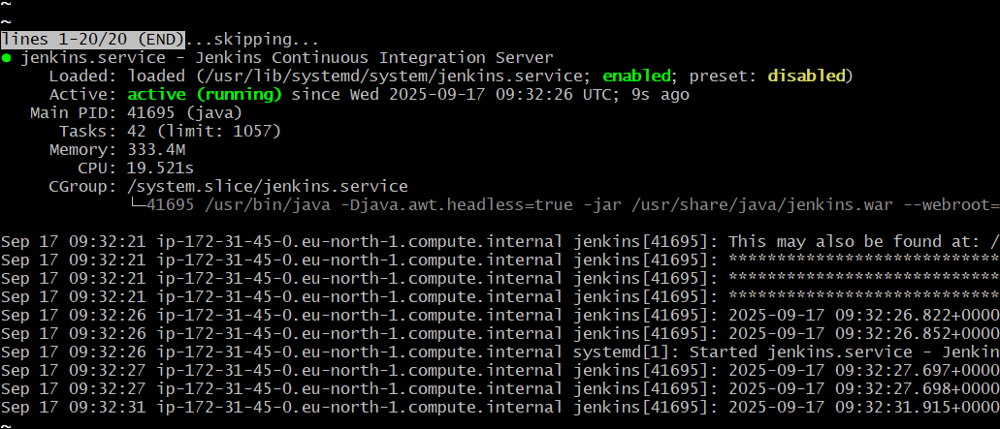 ~
~
lines 1-20/20 (END)...skipping...
● jenkins.service - Jenkins Continuous Integration Server
     Loaded: loaded (/usr/lib/systemd/system/jenkins.service; enabled; preset: disabled)
     Active: active (running) since Wed 2025-09-17 09:32:26 UTC; 9s ago
   Main PID: 41695 (java)
      Tasks: 42 (limit: 1057)
     Memory: 333.4M
        CPU: 19.521s
     CGroup: /system.slice/jenkins.service
             └─41695 /usr/bin/java -Djava.awt.headless=true -jar /usr/share/java/jenkins.war --webroot=
Sep 17 09:32:21 ip-172-31-45-0.eu-north-1.compute.internal jenkins[41695]: This may also be found at: /
Sep 17 09:32:21 ip-172-31-45-0.eu-north-1.compute.internal jenkins[41695]: ****************************
Sep 17 09:32:21 ip-172-31-45-0.eu-north-1.compute.internal jenkins[41695]: ****************************
Sep 17 09:32:21 ip-172-31-45-0.eu-north-1.compute.internal jenkins[41695]: ****************************
Sep 17 09:32:26 ip-172-31-45-0.eu-north-1.compute.internal jenkins[41695]: 2025-09-17 09:32:26.822+0000
Sep 17 09:32:26 ip-172-31-45-0.eu-north-1.compute.internal jenkins[41695]: 2025-09-17 09:32:26.852+0000
Sep 17 09:32:26 ip-172-31-45-0.eu-north-1.compute.internal systemd[1]: Started jenkins.service - Jenkin
Sep 17 09:32:27 ip-172-31-45-0.eu-north-1.compute.internal jenkins[41695]: 2025-09-17 09:32:27.697+0000
Sep 17 09:32:27 ip-172-31-45-0.eu-north-1.compute.internal jenkins[41695]: 2025-09-17 09:32:27.698+0000
Sep 17 09:32:31 ip-172-31-45-0.eu-north-1.compute.internal jenkins[41695]: 2025-09-17 09:32:31.915+0000
~